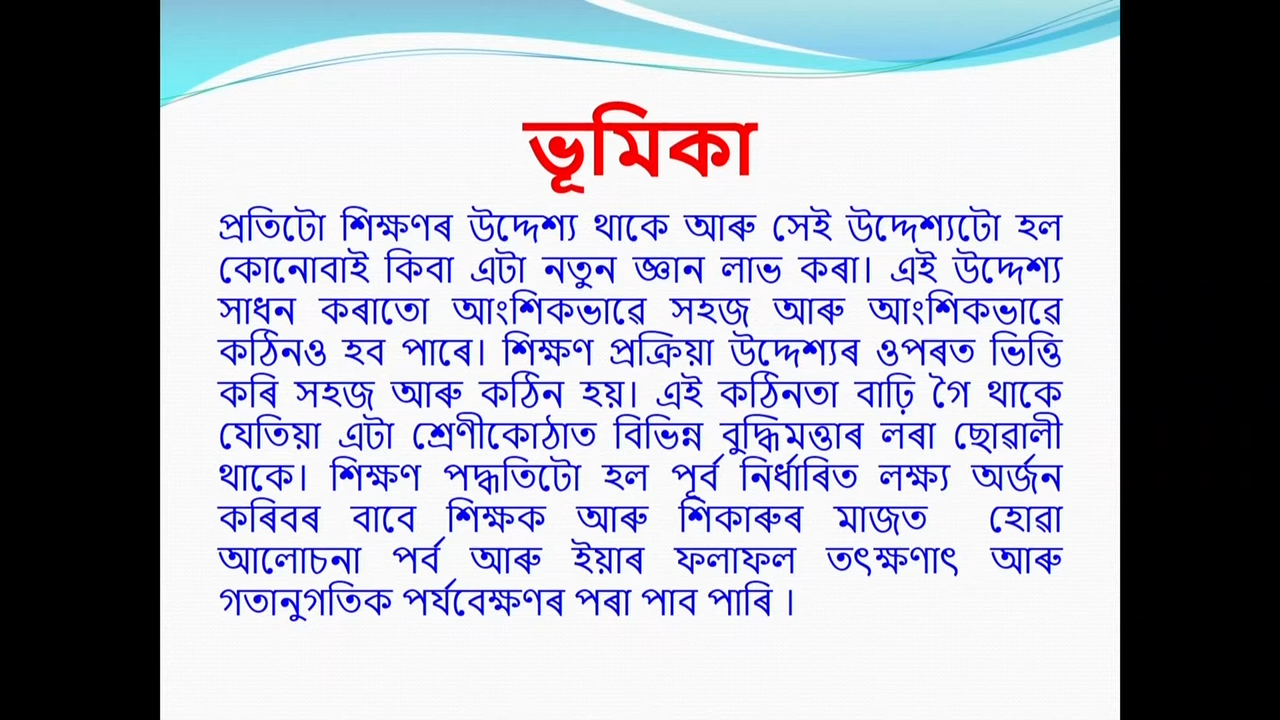 ভূমিকা
প্ৰতিটো শিক্ষণৰ উদ্দেশ্য থাকে আৰু সেই উদ্দেশ্যটো হল
কোনোবাই কিবা এটা নতুন জ্ঞান লাভ কৰা। এই উদ্দেশ্য
সাধন কৰাতো আংশিকভাৱে সহজ আৰু আংশিকভাৱে
কঠিনও হব পাৰে। শিক্ষণ প্ৰক্ৰিয়া উদ্দেশ্যৰ ওপৰত ভিত্তি
কৰি সহজ আৰু কঠিন হয়। এই কঠিনতা বাঢ়ি গৈ থাকে
যেতিয়া এটা শ্ৰেণীকোঠাত বিভিন্ন বুদ্ধিমত্তাৰ লৰা ছোৱালী
থাকে। শিক্ষণ পদ্ধতিটো হল পূৰ্ব নিৰ্ধাৰিত লক্ষ্য অৰ্জন
কৰিবৰ বাবে শিক্ষক আৰু শিকাৰুৰ মাজত হোৱা
আলোচনা পৰ্ব আৰু ইয়াৰ ফলাফল তৎক্ষণাৎ আৰু
গতানুগতিক পৰ্যবেক্ষণৰ পৰা পাব পাৰি ।